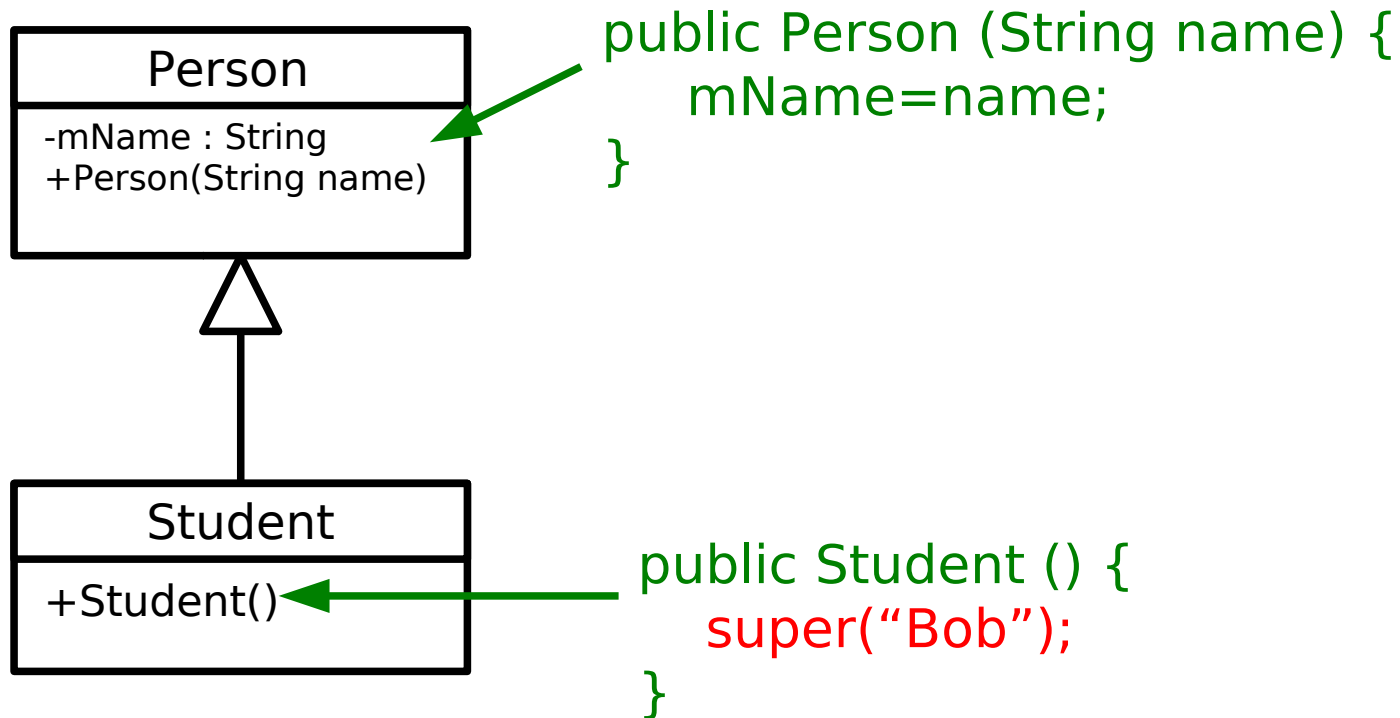 Person
-mName : String
+Person(String name)
public Person (String name) {
mName=name;
}
Student
+Student()
public Student () {
super(“Bob”);
}